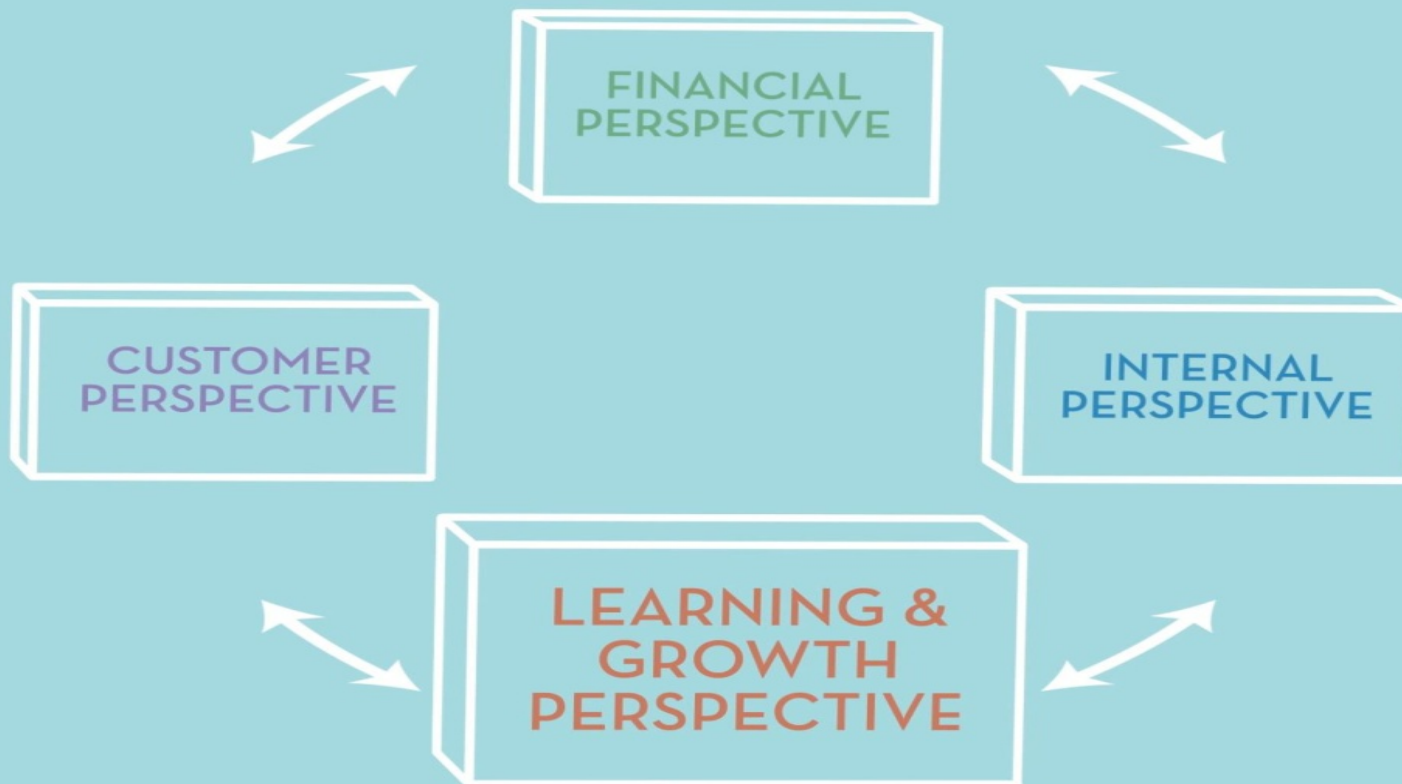 FINANCIAL
PERSPECTIVE
CUSTOMER
PERSPECTIVE
INTERNAL
PERSPECTIVE
LEARNING &
GROWTH
PERSPECTIVE